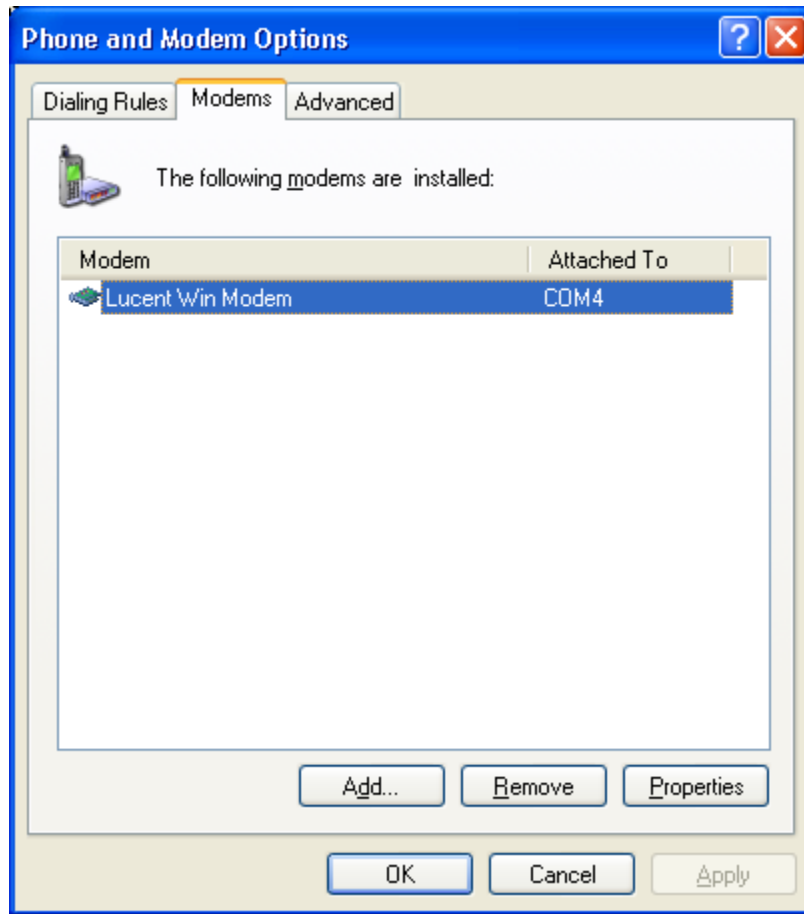 Phone and Modem Options
Dialing Rules Modems Advanced
The following modems are installed:
Modem Attached To
Lucent Win Modem COM4
Add... Remove Properties
OK Cancel Apply